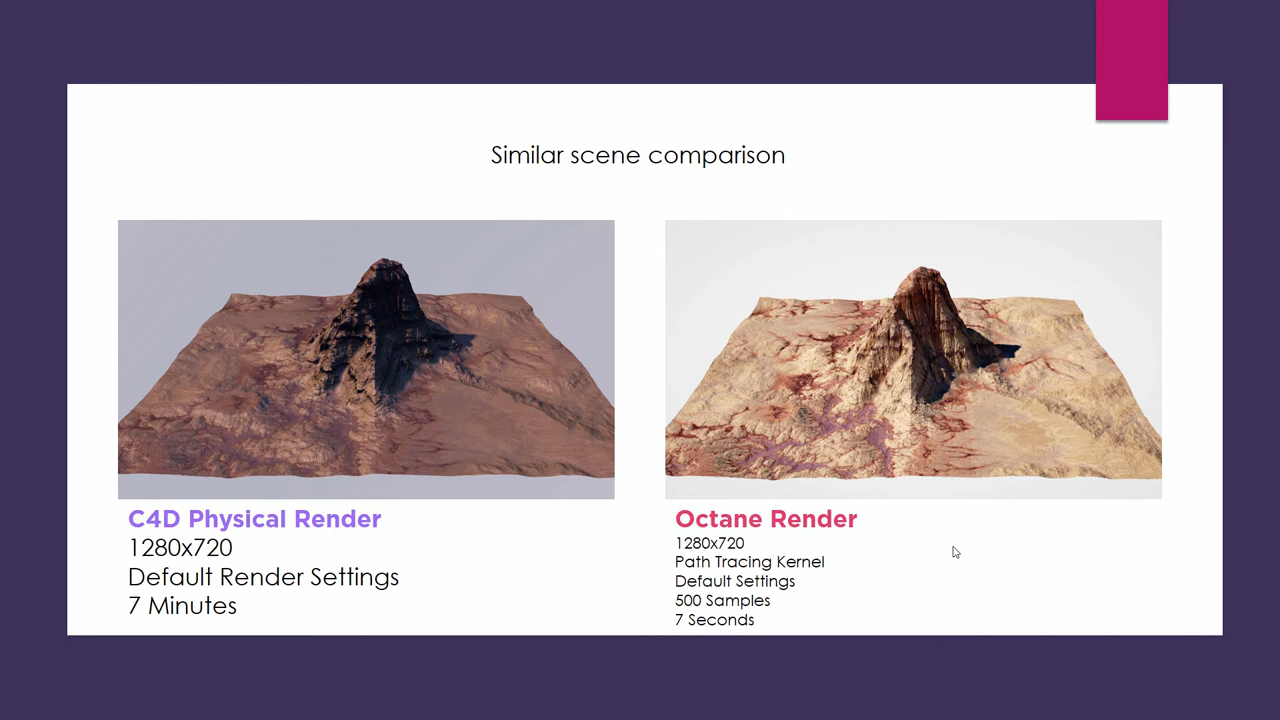 Similar scene comparison
C4D Physical Render
1280x720
Default Render Settings
7 Minutes
Octane Render
1280x720
Path Tracing Kernel
Default Settings
500 Samples
7 Seconds